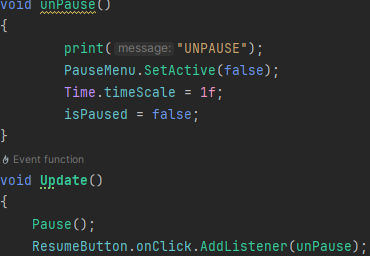 void unPause()
{
print( message: "UNPAUSE");
PauseMenu.SetActive(false);
Time.timeScale = 1f;
isPaused = false;
}
Event function
void Update()
{
Pause();
ResumeButton.onClick.AddListener(unPause);